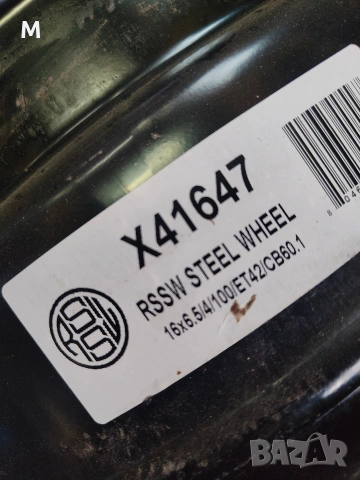 M
X41647
RSSW STEEL WHEEL
16x6.5/4/100/ET42/CB60.1
RSSW
BAZAR